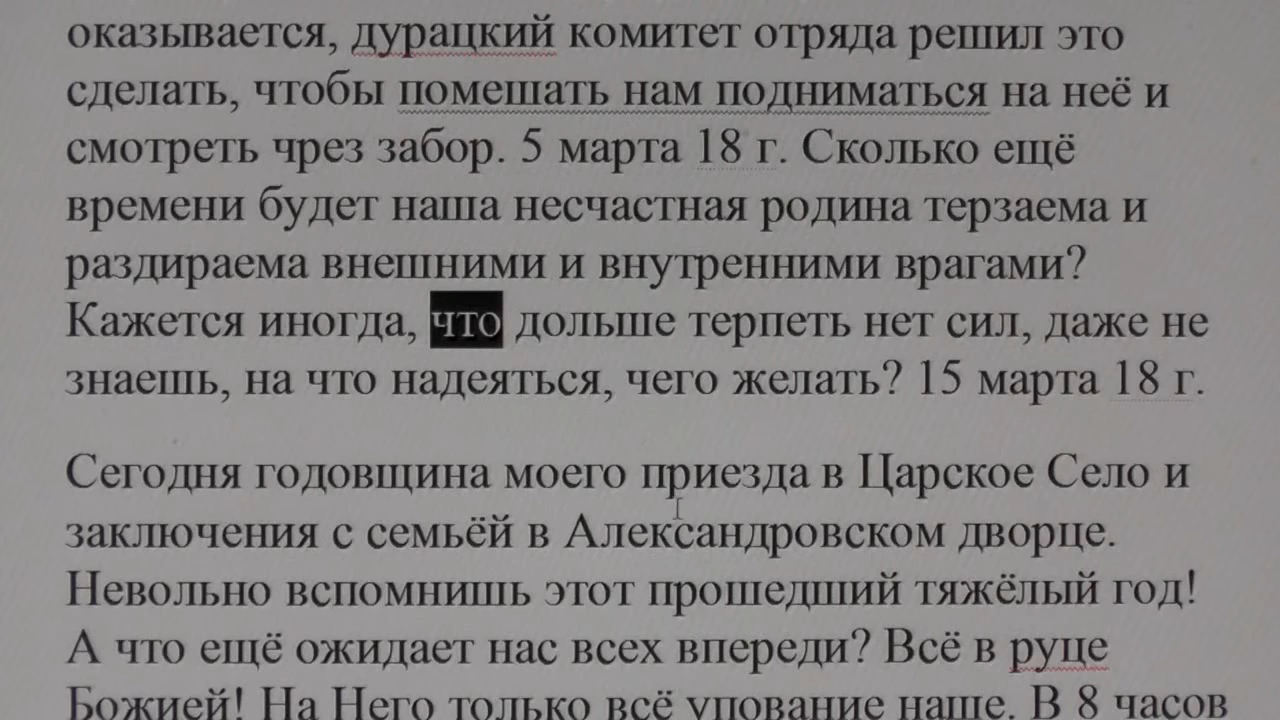 оказывается, дурацкий комитет отряда решил это
сделать, чтобы помешать нам подниматься на неё и
смотреть чрез забор. 5 марта 18 г. Сколько ещё
времени будет наша несчастная родина терзаема и
раздираема внешними и внутренними врагами?
Кажется иногда, что дольше терпеть нет сил, даже не
знаешь, на что надеяться, чего желать? 15 марта 18 г.
Сегодня годовщина моего приезда в Царское Село и
заключения с семьёй в Александровском дворце.
Невольно вспомнишь этот прошедший тяжёлый год!
А что ещё ожидает нас всех впереди? Всё в руце
Божией! На Него только всё упование наше. В 8 часов